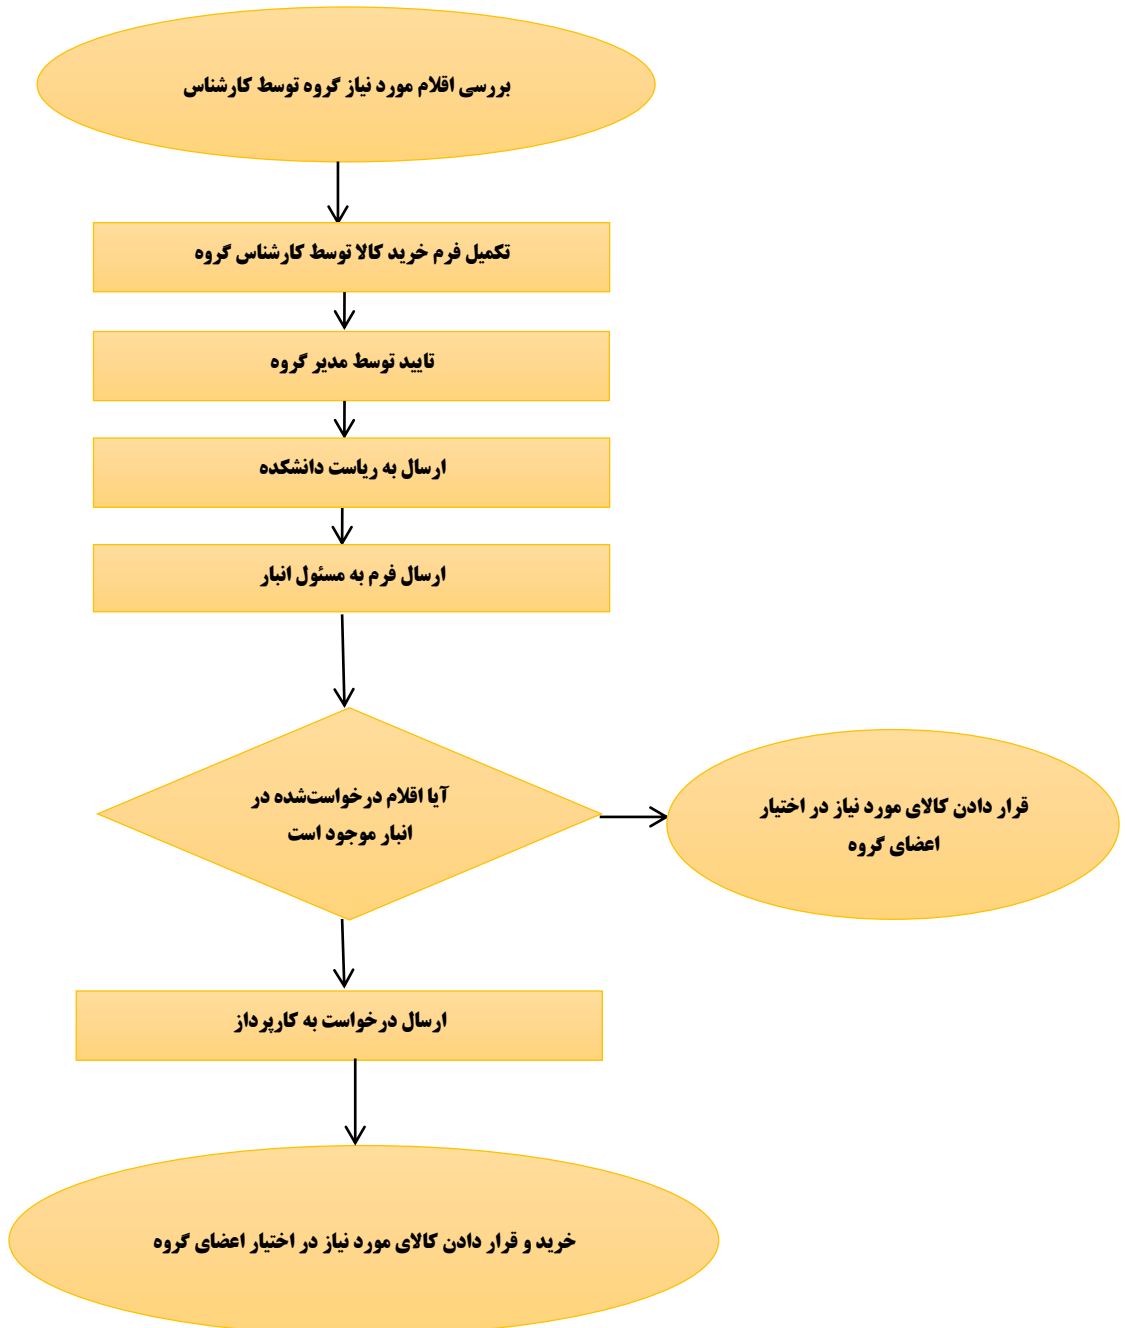 بررسی اقلام مورد نیاز گروه توسط کارشناس
تکمیل فرم خرید کالا توسط کارشناس گروه
تایید توسط مدیر گروه
ارسال به ریاست دانشکده
ارسال فرم به مسئول انبار
آیا اقلام درخواست‌شده در
انبار موجود است
قرار دادن کالای مورد نیاز در اختیار
اعضای گروه
ارسال درخواست به کارپرداز
خرید و قرار دادن کالای مورد نیاز در اختیار اعضای گروه